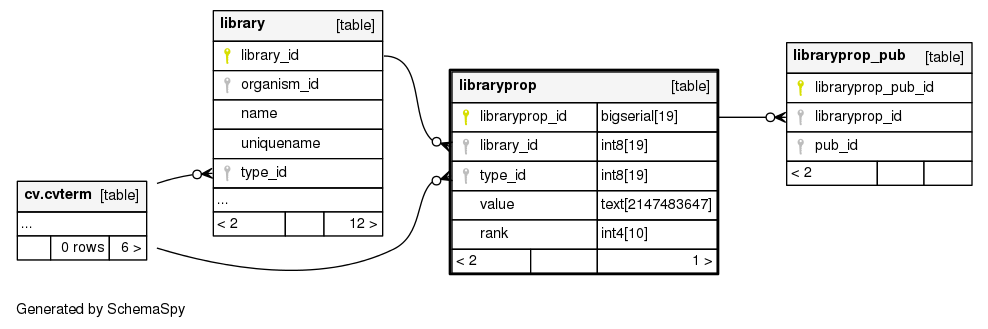 library [table]
library_id
organism_id
name
uniquename
type_id
...
< 2 12 >
cv.cvterm [table]
...
0 rows 6 >
libraryprop [table]
libraryprop_id bigserial[19]
library_id int8[19]
type_id int8[19]
value text[2147483647]
rank int4[10]
< 2 1 >
libraryprop_pub [table]
libraryprop_pub_id
libraryprop_id
pub_id
< 2
Generated by SchemaSpy